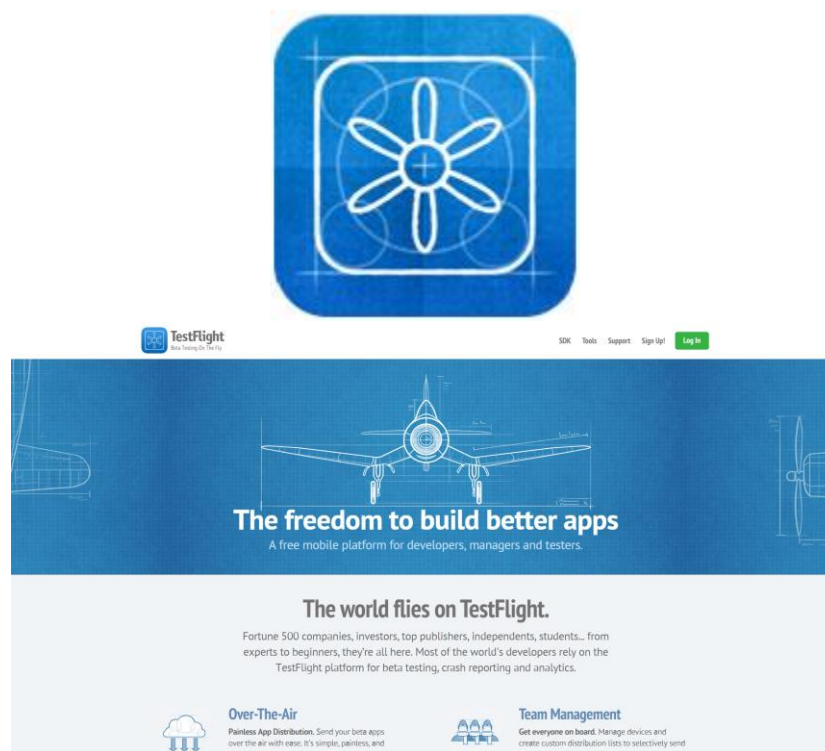 TestFlight
Beta Testing On The Fly
SDK Tools Support Sign Up! Log In
The freedom to build better apps
A free mobile platform for developers, managers and testers.
The world flies on TestFlight.
Fortune 500 companies, investors, top publishers, independents, students... from
experts to beginners, they're all here. Most of the world's developers rely on the
TestFlight platform for beta testing, crash reporting and analytics.
Over-The-Air
Painless App Distribution. Send your beta apps
over the air with ease. It's simple, painless, and
Team Management
Get everyone on board. Manage devices and
create custom distribution lists to selectively send